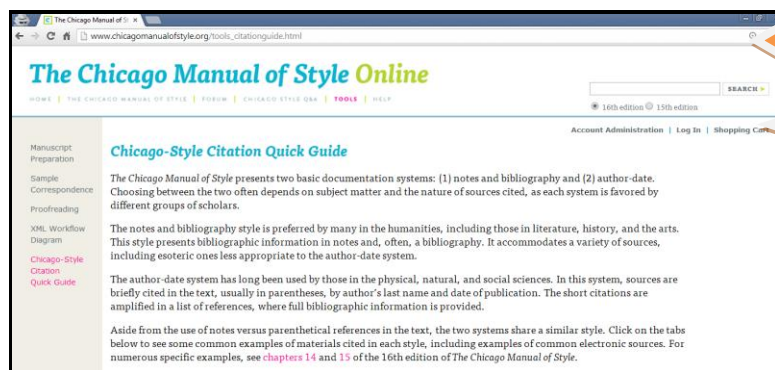 The Chicago Manual of S
www.chicagomanualofstyle.org/tools_citationguide.html
The Chicago Manual of Style Online
HOME | THE CHICAGO MANUAL OF STYLE | FORUM | CHICAGO STYLE Q&A | TOOLS | HELP
SEARCH >
16th edition 15th edition
Account Administration | Log In | Shopping Cart
Manuscript
Preparation
Sample
Correspondence
Proofreading
XML Workflow
Diagram
Chicago-Style
Citation
Quick Guide
Chicago-Style Citation Quick Guide
The Chicago Manual of Style presents two basic documentation systems: (1) notes and bibliography and (2) author-date.
Choosing between the two often depends on subject matter and the nature of sources cited, as each system is favored by
different groups of scholars.
The notes and bibliography style is preferred by many in the humanities, including those in literature, history, and the arts.
This style presents bibliographic information in notes and, often, a bibliography. It accommodates a variety of sources,
including esoteric ones less appropriate to the author-date system.
The author-date system has long been used by those in the physical, natural, and social sciences. In this system, sources are
briefly cited in the text, usually in parentheses, by author's last name and date of publication. The short citations are
amplified in a list of references, where full bibliographic information is provided.
Aside from the use of notes versus parenthetical references in the text, the two systems share a similar style. Click on the tabs
below to see some common examples of materials cited in each style, including examples of common electronic sources. For
numerous specific examples, see chapters 14 and 15 of the 16th edition of The Chicago Manual of Style.